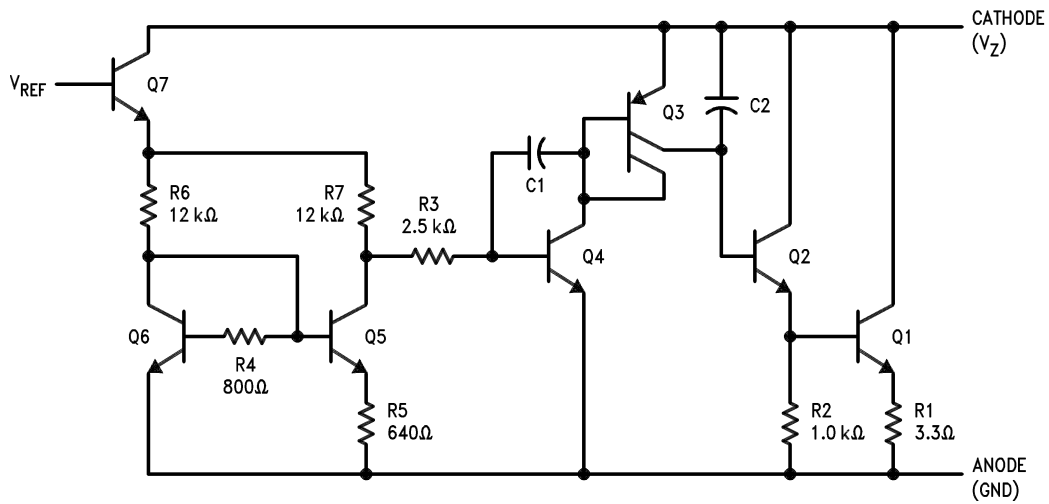 CATHODE
(VZ)
VREF
Q7
Q3
C2
R6
12 kΩ
R7
12 kΩ
C1
R3
2.5 kΩ
Q4
Q2
Q6
Q5
Q1
R4
800Ω
R5
640Ω
R2
1.0 kΩ
R1
3.3Ω
ANODE
(GND)